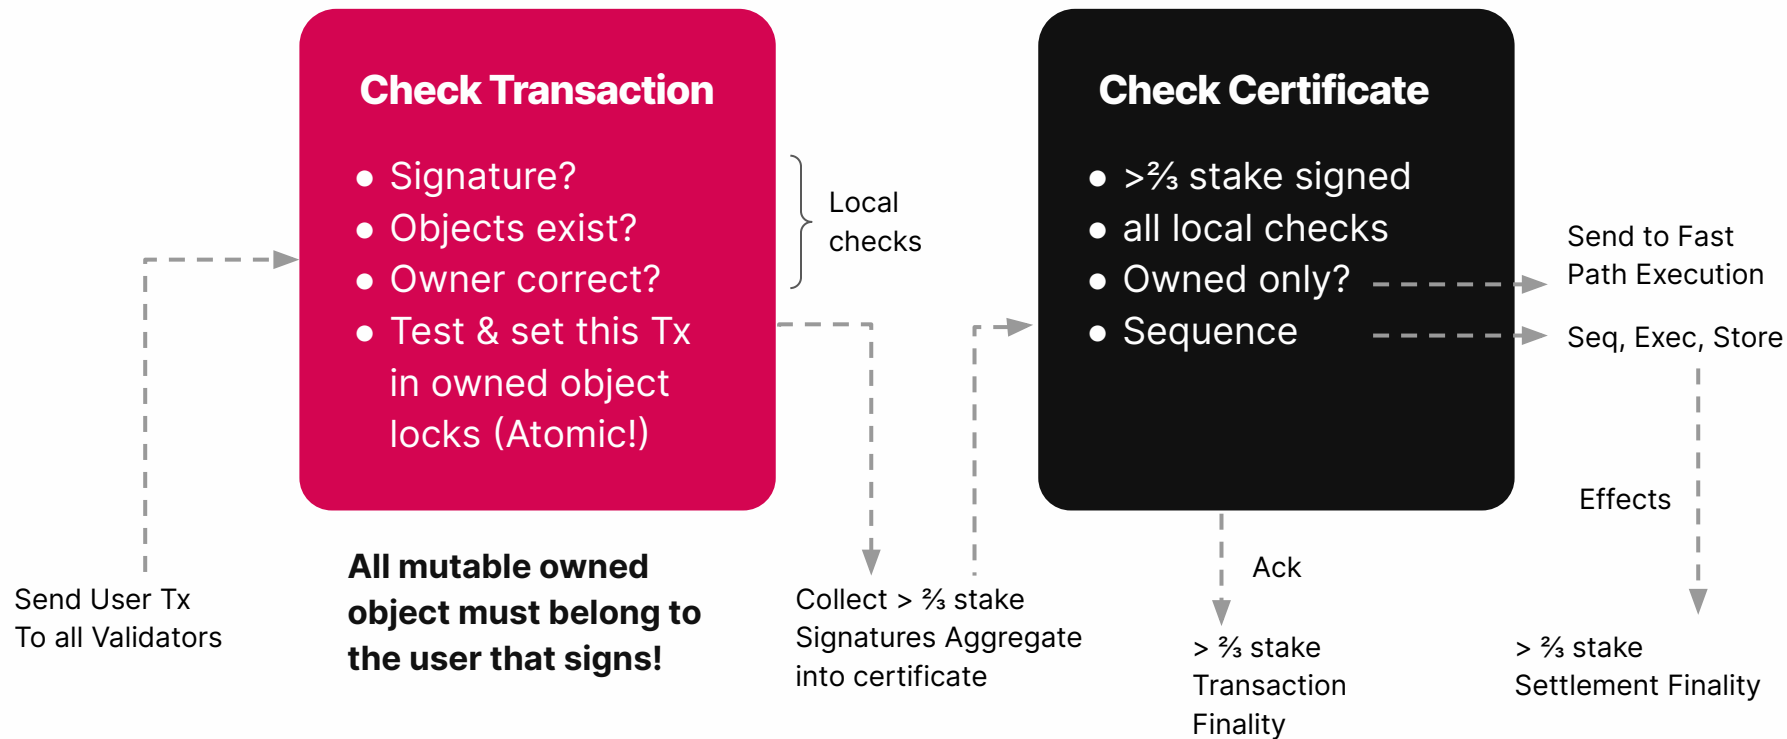 Check Transaction
● Signature?
● Objects exist?
● Owner correct?
● Test & set this Tx
in owned object
locks (Atomic!)
Local
checks
All mutable owned
object must belong to
the user that signs!
Send User Tx
To all Validators
Collect > ⅔ stake
Signatures Aggregate
into certificate
Check Certificate
● >⅔ stake signed
● all local checks
● Owned only?
● Sequence
Send to Fast
Path Execution
Seq, Exec, Store
Effects
Ack
> ⅔ stake
Transaction
Finality
> ⅔ stake
Settlement Finality